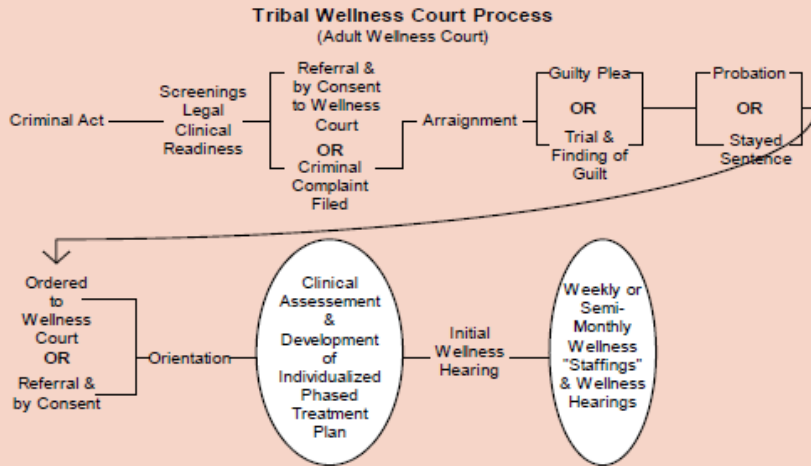 Tribal Wellness Court Process
(Adult Wellness Court)
Criminal Act
Screenings
Legal
Clinical
Readiness
Referral &
by Consent
to Wellness
Court
OR
Criminal
Complaint
Filed
Arraignment
Guilty Plea
OR
Trial &
Finding of
Guilt
Probation
OR
Stayed
Sentence
Ordered
to
Wellness
Court
OR
Referral &
by Consent
Orientation
Clinical
Assessement
&
Development
of
Individualized
Phased
Treatment
Plan
Initial
Wellness
Hearing
Weekly or
Semi-
Monthly
Wellness
"Staffings"
& Wellness
Hearings